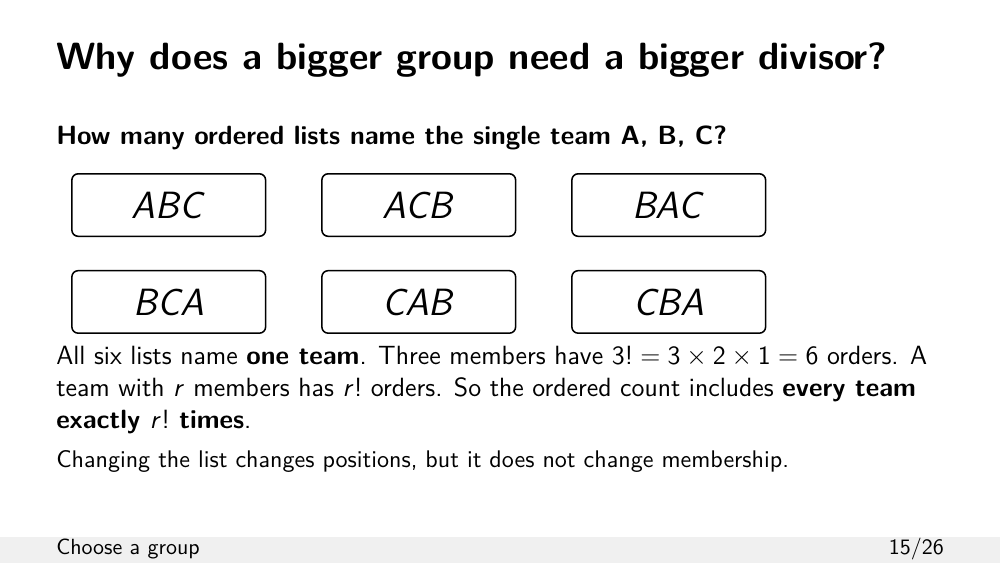 Why does a bigger group need a bigger divisor?
How many ordered lists name the single team A, B, C?
ABC
ACB
BAC
BCA
CAB
CBA
All six lists name one team. Three members have 3! = 3 × 2 × 1 = 6 orders. A
team with r members has r! orders. So the ordered count includes every team
exactly r! times.
Changing the list changes positions, but it does not change membership.
Choose a group
15/26